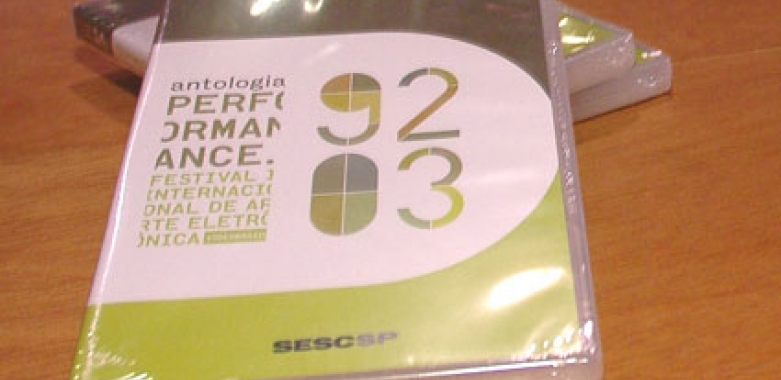 antologia
PERFO
ORMAN
ANCE.
FESTIVAL I
INTERNACIO
ONAL DE AR
RTE ELETRÔ
ÔNICA
92
03
SESCSP